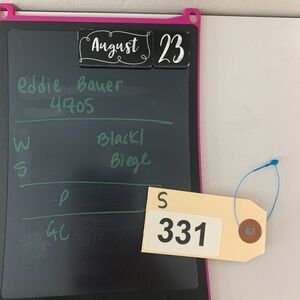 August 23
eddie Bauer
4705
W Black/
S Biege
P
GC
S
331